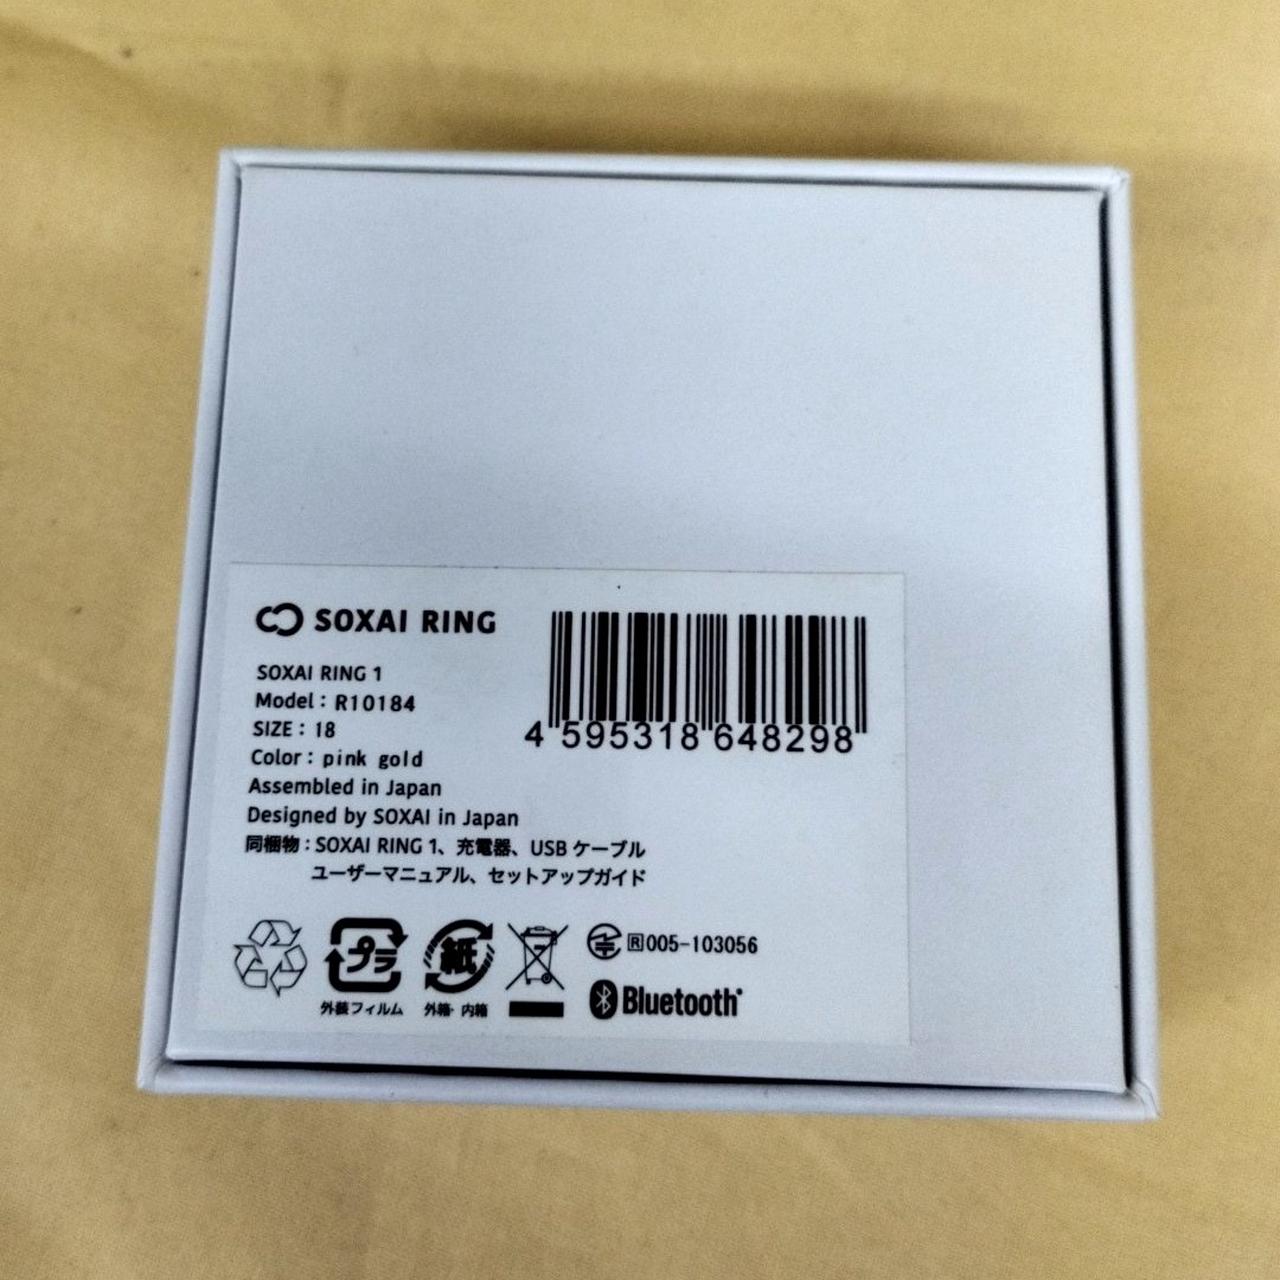 SOXAI RING
SOXAI RING 1
Model : R10184
SIZE : 18
Color : pink gold
Assembled in Japan
Designed by SOXAI in Japan
同梱物 : SOXAI RING 1、充電器、USB ケーブル
ユーザーマニュアル、セットアップガイド
4 595318 648298
プラ
外装フィルム
紙
外箱・内箱
R 005-103056
Bluetooth®